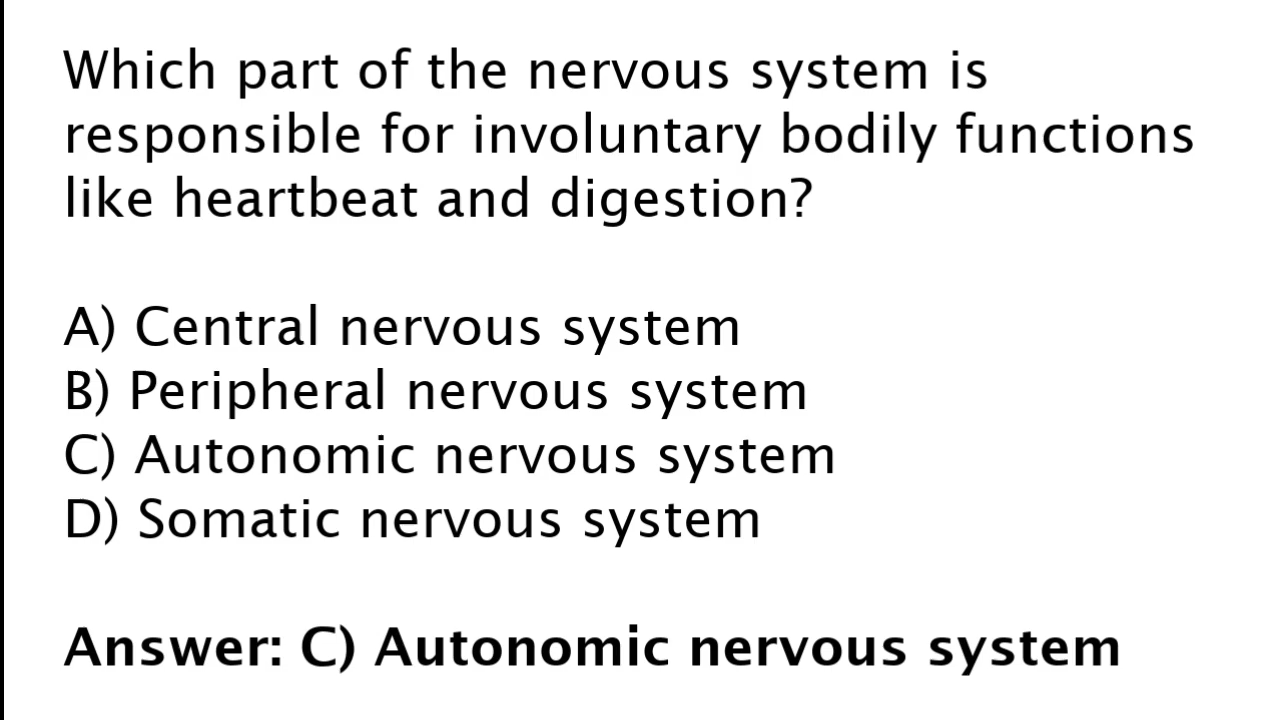 Which part of the nervous system is
responsible for involuntary bodily functions
like heartbeat and digestion?
A) Central nervous system
B) Peripheral nervous system
C) Autonomic nervous system
D) Somatic nervous system
Answer: C) Autonomic nervous system